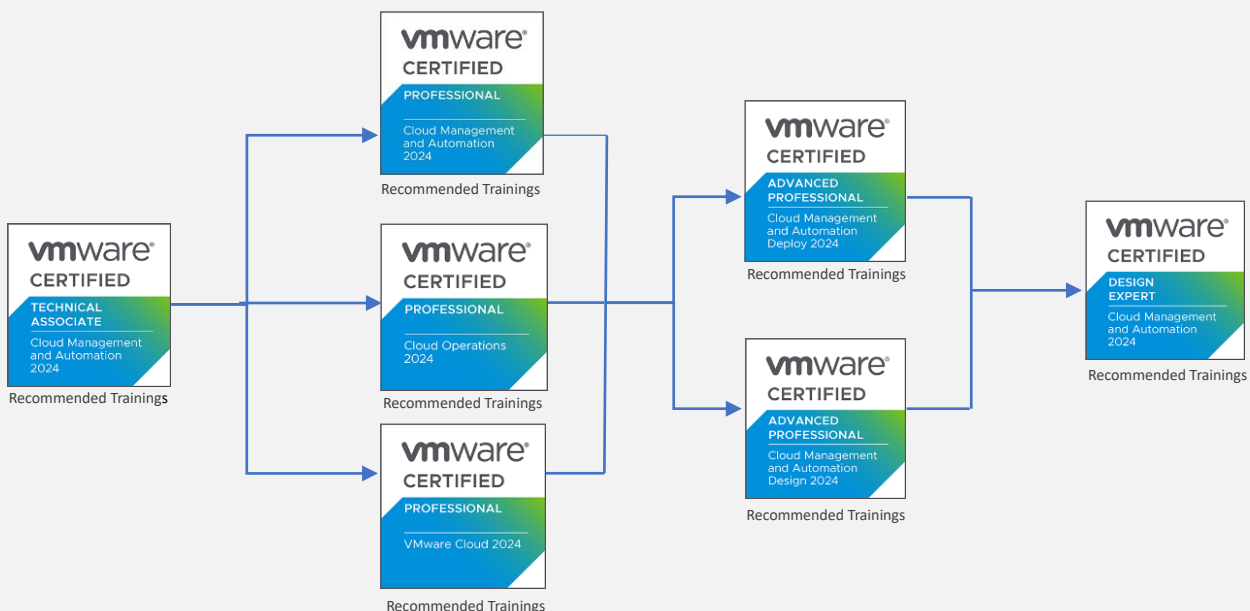 vmware®
CERTIFIED
TECHNICAL
ASSOCIATE
Cloud Management
and Automation
2024
Recommended Trainings
vmware®
CERTIFIED
PROFESSIONAL
Cloud Management
and Automation
2024
Recommended Trainings
vmware®
CERTIFIED
PROFESSIONAL
Cloud Operations
2024
Recommended Trainings
vmware®
CERTIFIED
PROFESSIONAL
VMware Cloud 2024
Recommended Trainings
vmware®
CERTIFIED
ADVANCED
PROFESSIONAL
Cloud Management
and Automation
Deploy 2024
Recommended Trainings
vmware®
CERTIFIED
ADVANCED
PROFESSIONAL
Cloud Management
and Automation
Design 2024
Recommended Trainings
vmware®
CERTIFIED
DESIGN
EXPERT
Cloud Management
and Automation
2024
Recommended Trainings